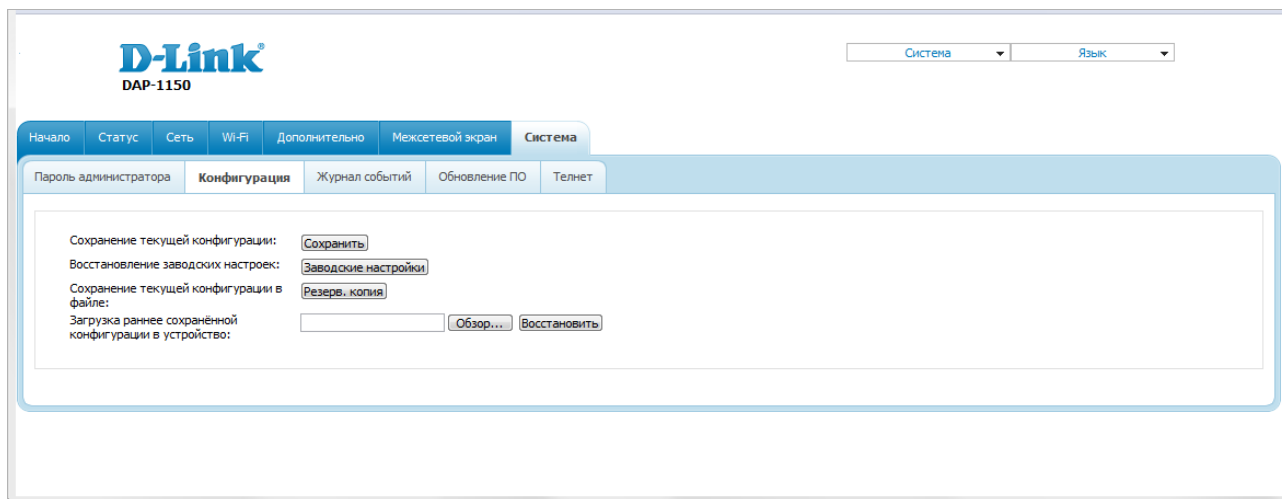 D-Link®
DAP-1150
Система
Язык
Начало
Статус
Сеть
Wi-Fi
Дополнительно
Межсетевой экран
Система
Пароль администратора
Конфигурация
Журнал событий
Обновление ПО
Телнет
Сохранение текущей конфигурации:
Сохранить
Восстановление заводских настроек:
Заводские настройки
Сохранение текущей конфигурации в
файле:
Резерв. копия
Загрузка раннее сохранённой
конфигурации в устройство:
Обзор...
Восстановить